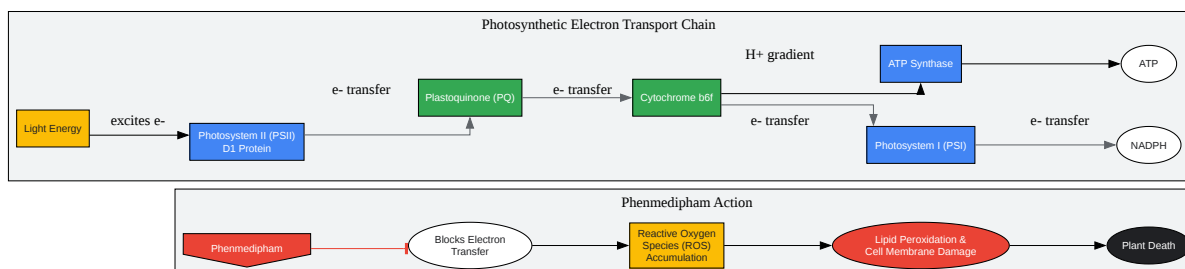 Photosynthetic Electron Transport Chain
Light Energy
excites e-
Photosystem II (PSII)
D1 Protein
e- transfer
Plastoquinone (PQ)
e- transfer
Cytochrome b6f
H+ gradient
ATP Synthase
ATP
e- transfer
Photosystem I (PSI)
e- transfer
NADPH
Phenmedipham Action
Phenmedipham
Blocks Electron
Transfer
Reactive Oxygen
Species (ROS)
Accumulation
Lipid Peroxidation &
Cell Membrane Damage
Plant Death